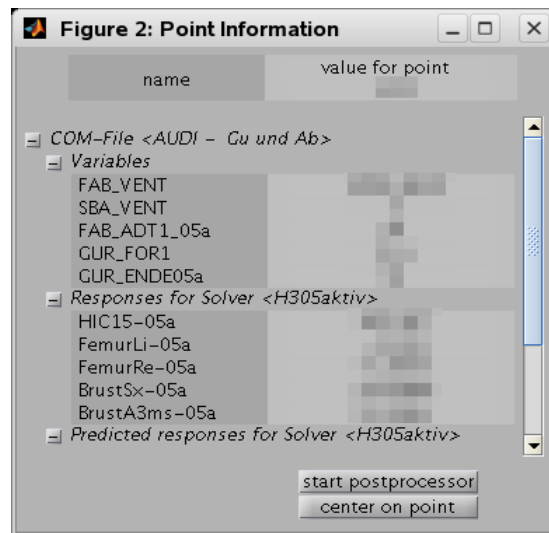 Figure 2: Point Information
name
value for point
COM-File <AUDI - Gu und Ab>
Variables
FAB_VENT
SBA_VENT
FAB_ADT1_05a
GUR_FOR1
GUR_ENDE05a
Responses for Solver <H305aktiv>
HIC15-05a
FemurLi-05a
FemurRe-05a
BrustSx-05a
BrustA3ms-05a
Predicted responses for Solver <H305aktiv>
start postprocessor
center on point